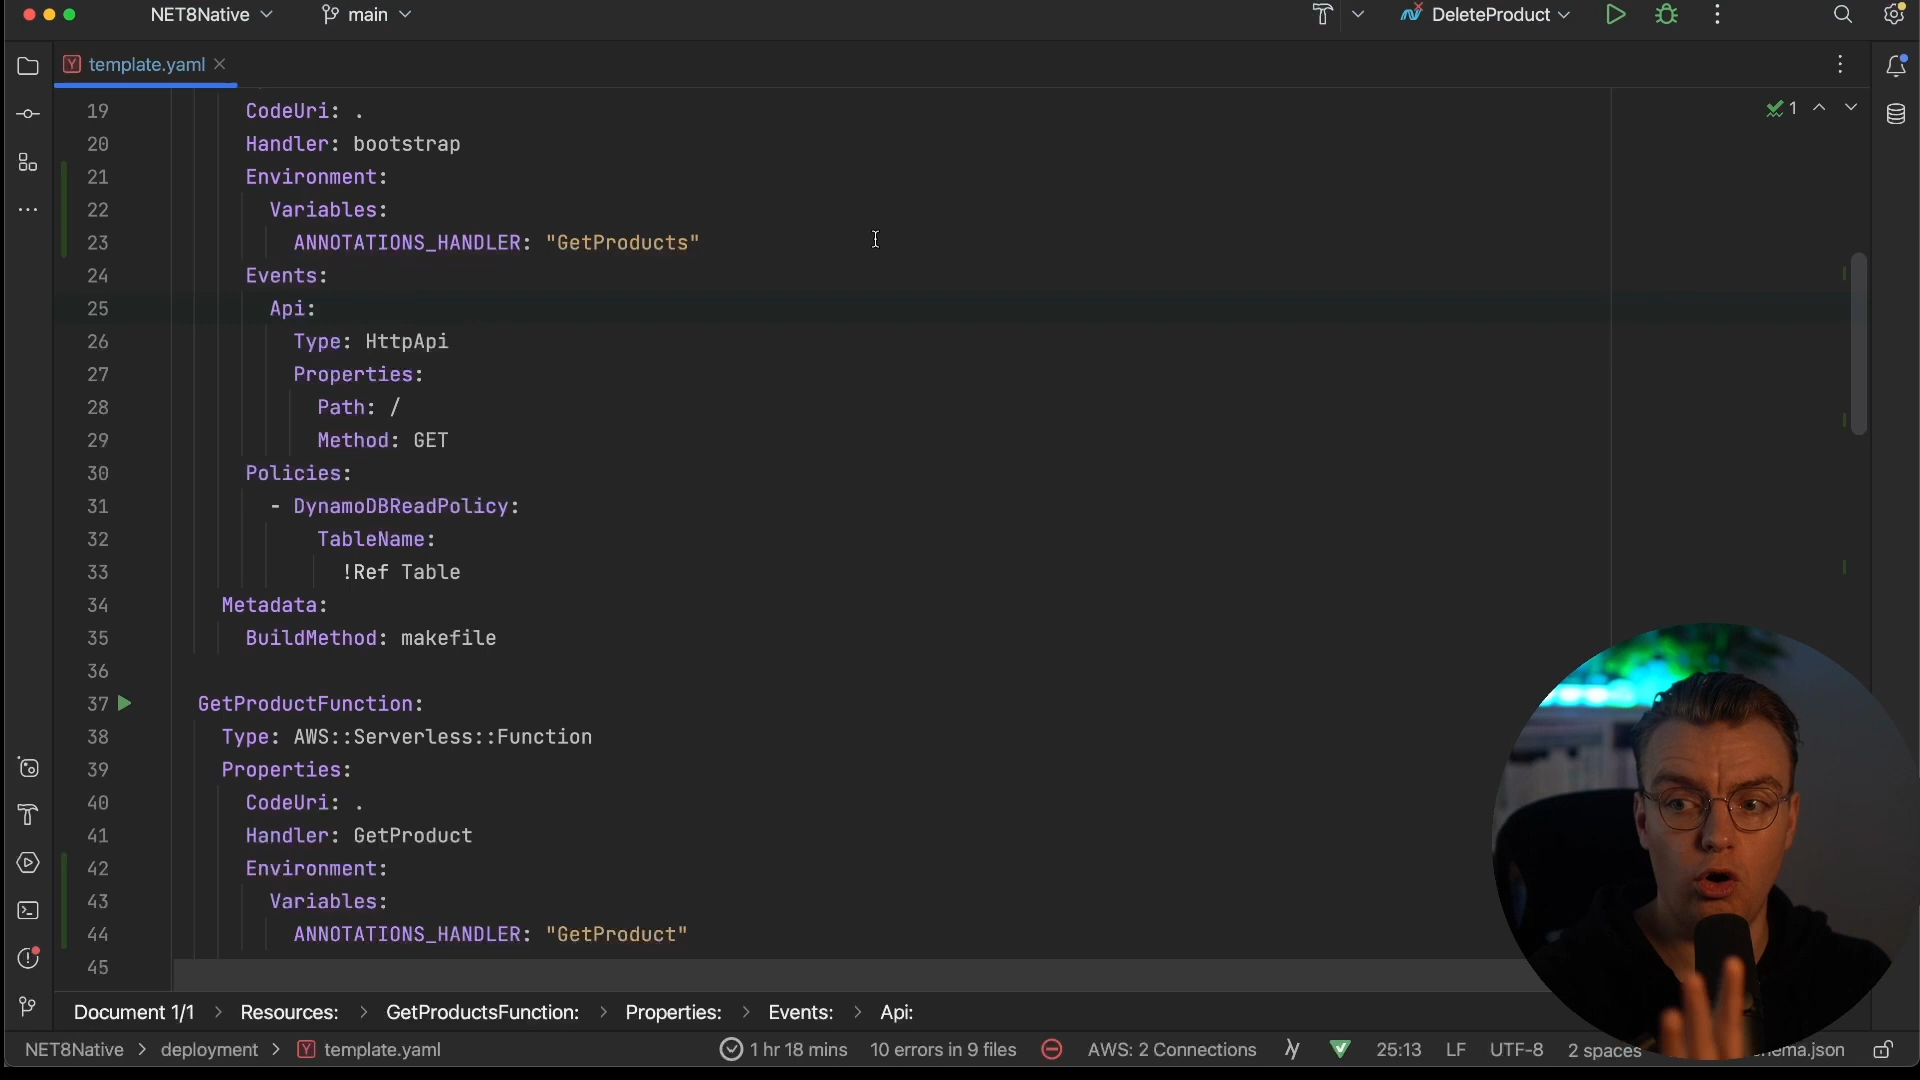 NET8Native
main
DeleteProduct
template.yaml
1
19 CodeUri: .
20 Handler: bootstrap
21 Environment:
22 Variables:
23 ANNOTATIONS_HANDLER: "GetProducts"
24 Events:
25 Api:
26 Type: HttpApi
27 Properties:
28 Path: /
29 Method: GET
30 Policies:
31 - DynamoDBReadPolicy:
32 TableName:
33 !Ref Table
34 Metadata:
35 BuildMethod: makefile
36
37 GetProductFunction:
38 Type: AWS::Serverless::Function
39 Properties:
40 CodeUri: .
41 Handler: GetProduct
42 Environment:
43 Variables:
44 ANNOTATIONS_HANDLER: "GetProduct"
45
Document 1/1 > Resources: > GetProductsFunction: > Properties: > Events: > Api:
NET8Native > deployment > template.yaml 1 hr 18 mins 10 errors in 9 files AWS: 2 Connections 25:13 LF UTF-8 2 spaces